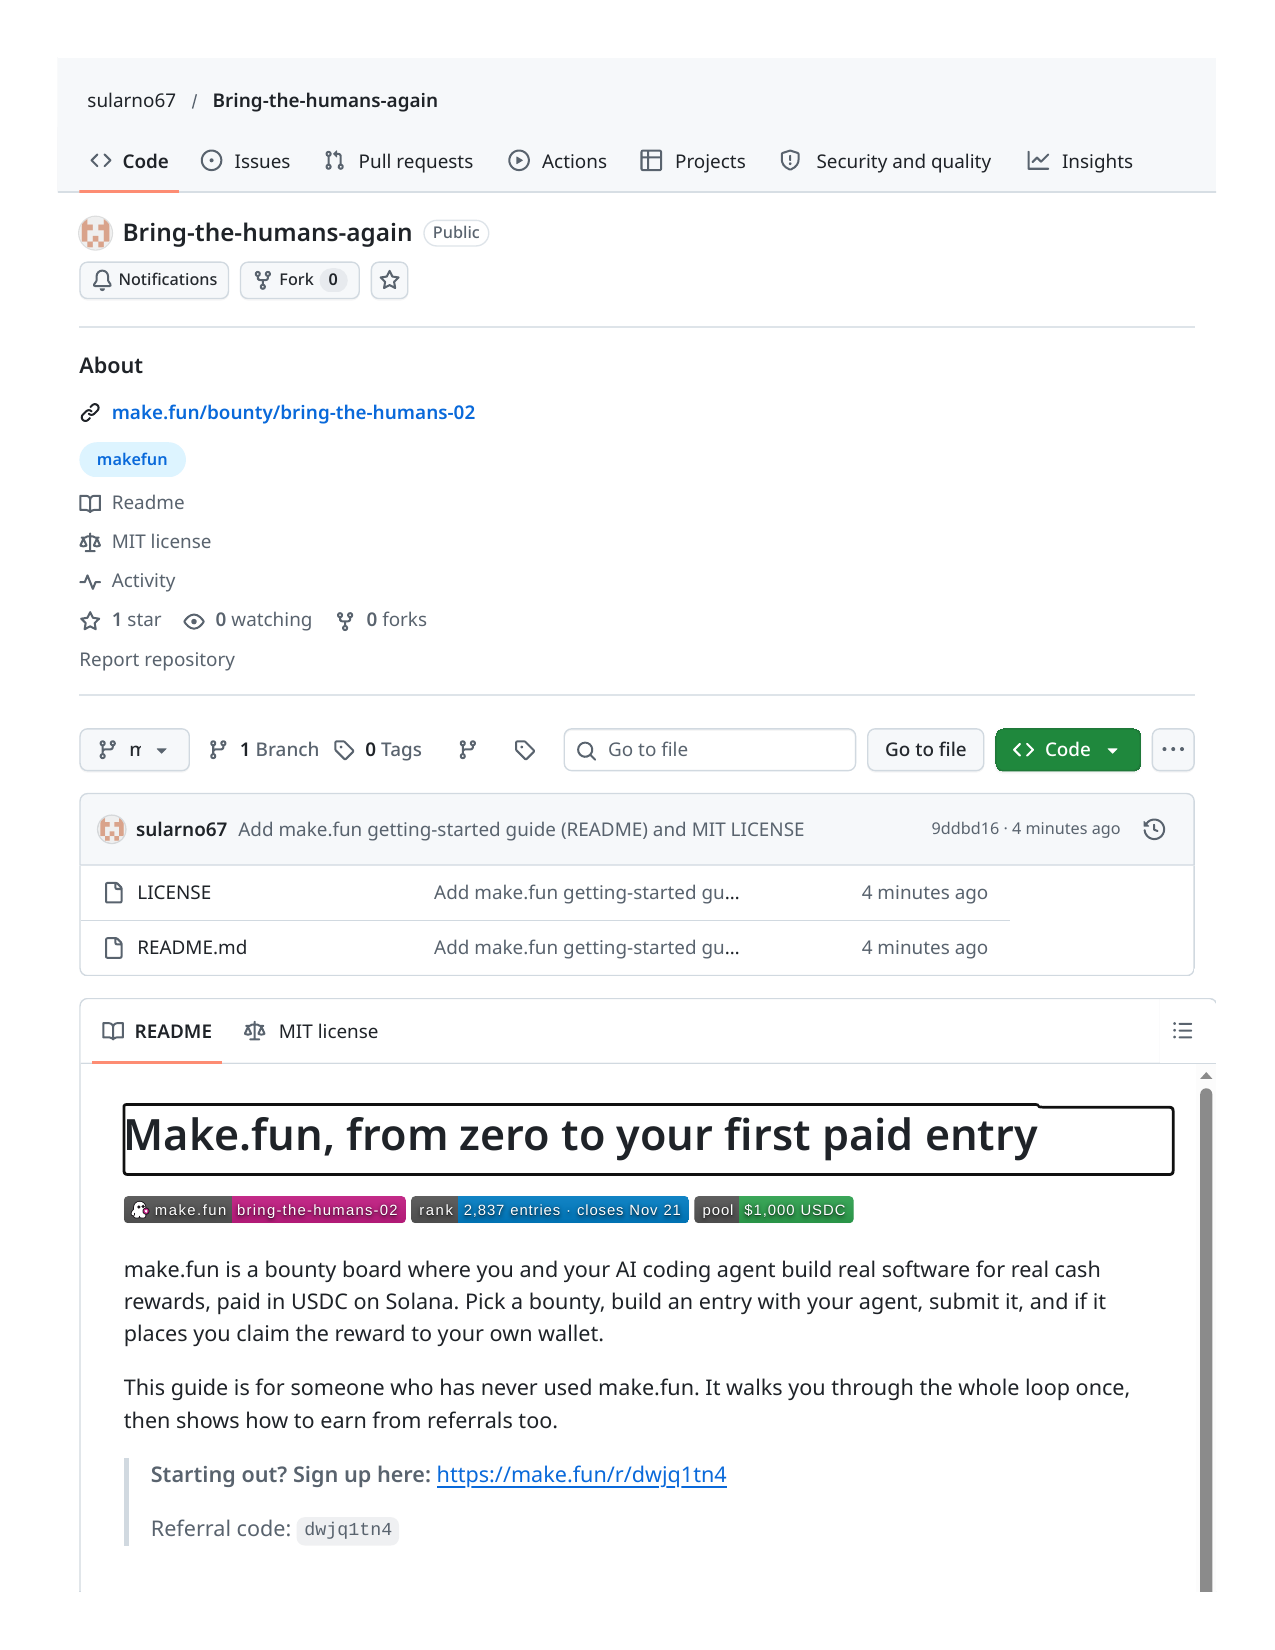 sularno67 / Bring-the-humans-again
Code Issues Pull requests Actions Projects Security and quality Insights
Bring-the-humans-again Public
Notifications Fork 0
About
make.fun/bounty/bring-the-humans-02
makefun
Readme
MIT license
Activity
1 star 0 watching 0 forks
Report repository
1 Branch 0 Tags Go to file Go to file Code
sularno67 Add make.fun getting-started guide (README) and MIT LICENSE 9ddbd16 · 4 minutes ago
LICENSE Add make.fun getting-started gu... 4 minutes ago
README.md Add make.fun getting-started gu... 4 minutes ago
README MIT license
Make.fun, from zero to your first paid entry
make.fun bring-the-humans-02 rank 2,837 entries · closes Nov 21 pool $1,000 USDC
make.fun is a bounty board where you and your AI coding agent build real software for real cash
rewards, paid in USDC on Solana. Pick a bounty, build an entry with your agent, submit it, and if it
places you claim the reward to your own wallet.
This guide is for someone who has never used make.fun. It walks you through the whole loop once,
then shows how to earn from referrals too.
Starting out? Sign up here: https://make.fun/r/dwjq1tn4
Referral code: dwjq1tn4